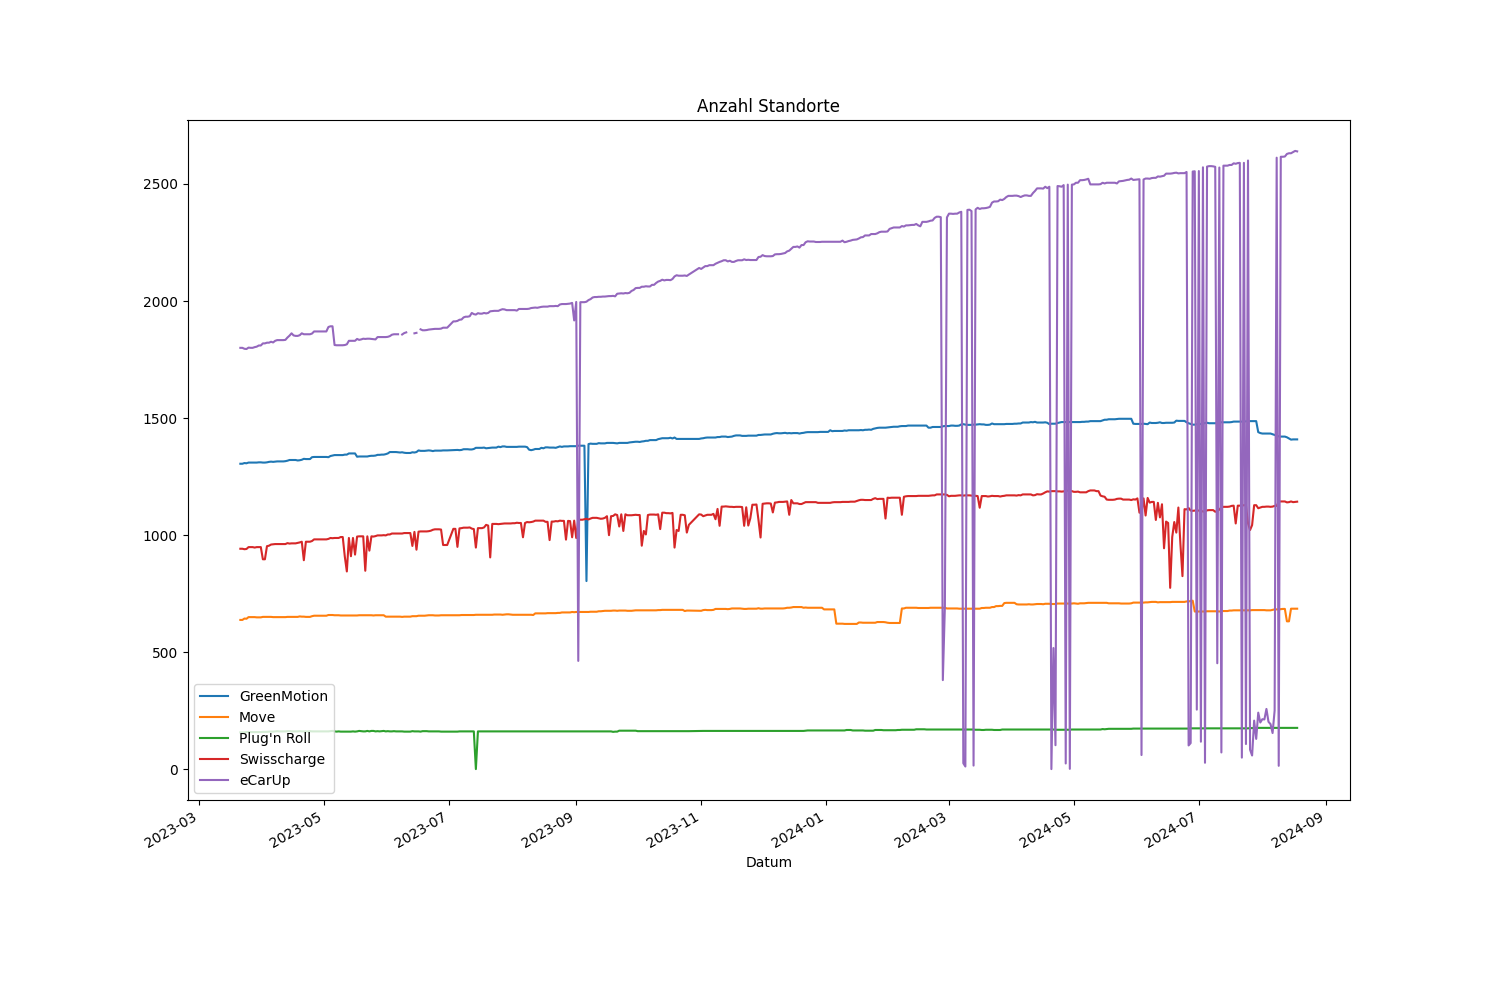 Anzahl Standorte
2500
2000
1500
1000
500
0
GreenMotion
Move
Plug'n Roll
Swisscharge
eCarUp
2023-03
2023-05
2023-07
2023-09
2023-11
2024-01
2024-03
2024-05
2024-07
2024-09
Datum